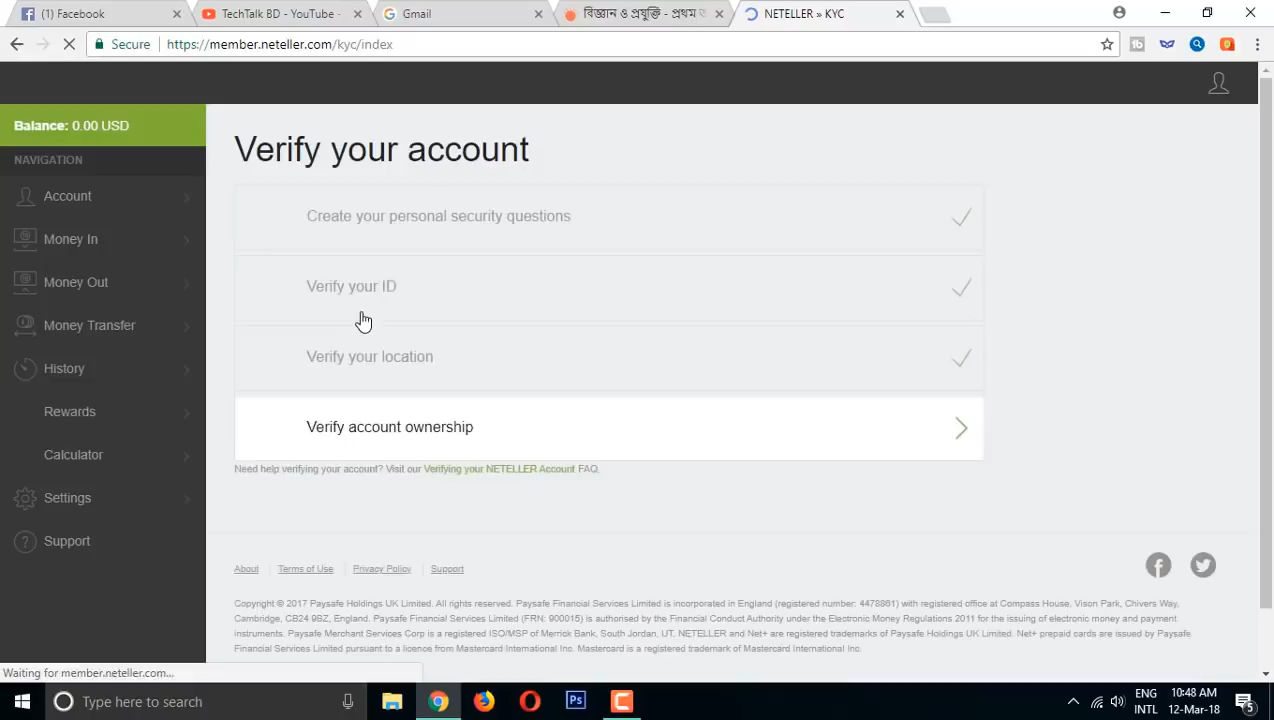 (1) Facebook
TechTalk BD - YouTube -
Gmail
বিজ্ঞান ও প্রযুক্তি - প্রথম
NETELLER » KYC
Secure
https://member.neteller.com/kyc/index
Balance: 0.00 USD
NAVIGATION
Account
Money In
Money Out
Money Transfer
History
Rewards
Calculator
Settings
Support
Verify your account
Create your personal security questions
Verify your ID
Verify your location
Verify account ownership
Need help verifying your account? Visit our Verifying your NETELLER Account FAQ.
About
Terms of Use
Privacy Policy
Support
Copyright © 2017 Paysafe Holdings UK Limited. All rights reserved. Paysafe Financial Services Limited is incorporated in England (registered number: 4478861) with registered office at Compass House, Vison Park, Chivers Way,
Cambridge, CB24 9BZ, England. Paysafe Financial Services Limited (FRN: 900015) is authorised by the Financial Conduct Authority under the Electronic Money Regulations 2011 for the issuing of electronic money and payment
instruments. Paysafe Merchant Services Corp is a registered ISO/MSP of Merrick Bank, South Jordan, UT. NETELLER and Net+ are registered trademarks of Paysafe Holdings UK Limited. Net+ prepaid cards are issued by Paysafe
Financial Services Limited pursuant to a licence from Mastercard International Inc. Mastercard is a registered trademark of Mastercard International Inc.
Waiting for member.neteller.com...
Type here to search
Ps
ENG
INTL
10:48 AM
12-Mar-18
5